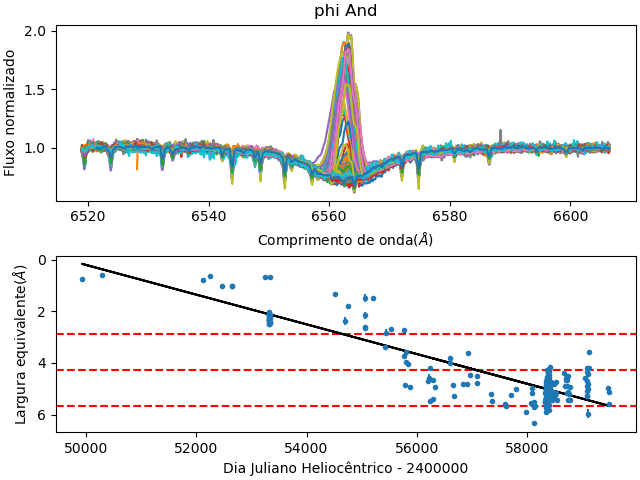 phi And
Fluxo normalizado
2.0
1.5
1.0
6520 6540 6560 6580 6600
Comprimento de onda(Å)
Largura equivalente(Å)
0
2
4
6
50000 52000 54000 56000 58000
Dia Juliano Heliocêntrico - 2400000